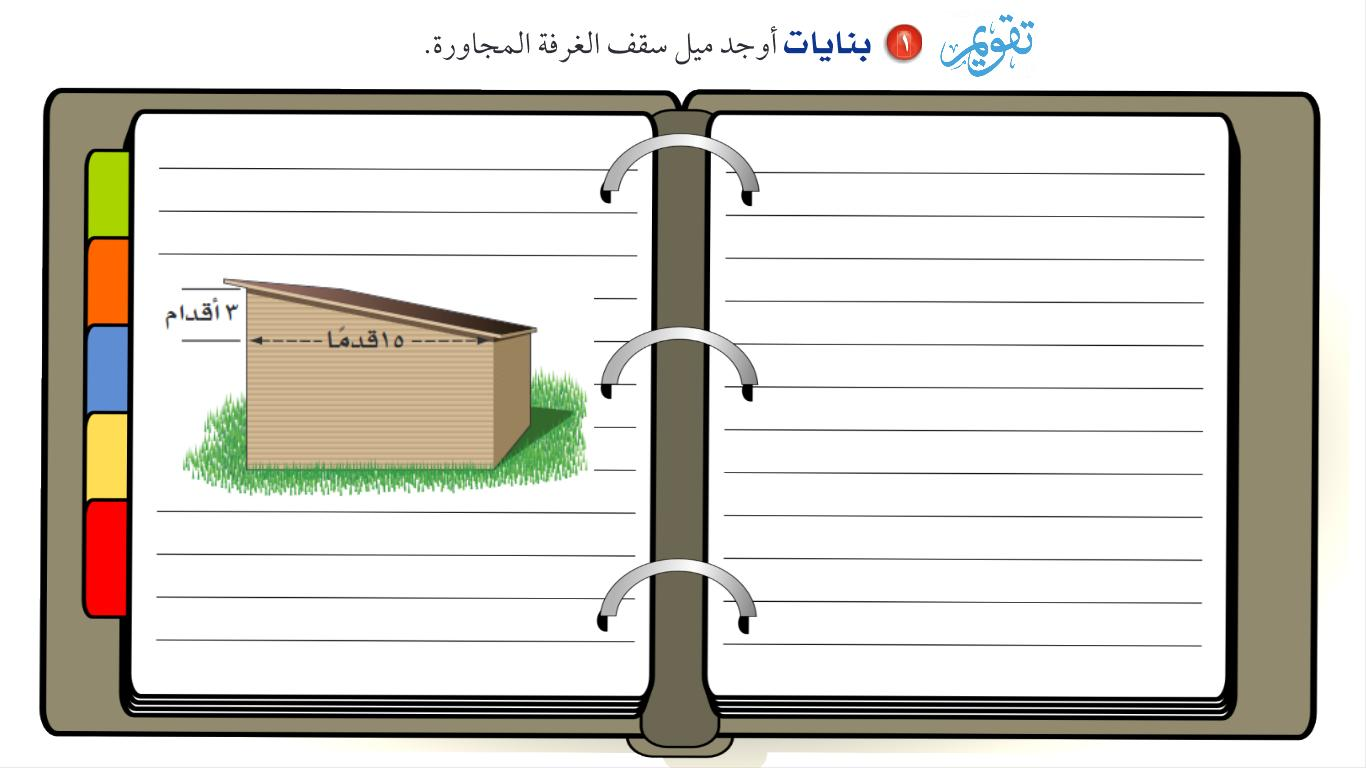 تقويم ١ بنايات أوجد ميل سقف الغرفة المجاورة.
٣ أقدام
١٥ قدمًا